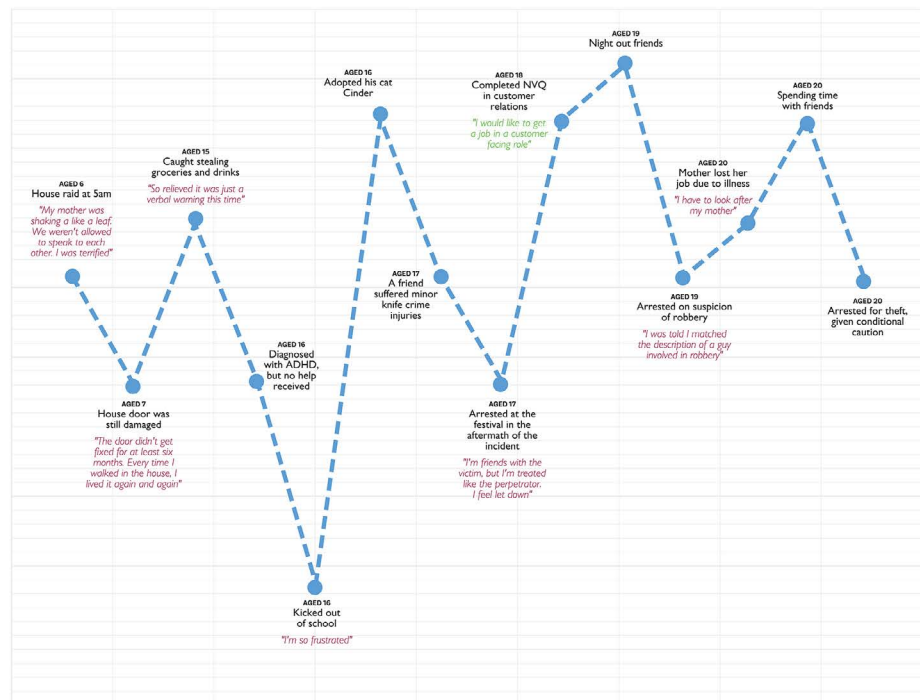 AGED 6
House raid at 5am
"My mother was
shaking a like a leaf.
We weren't allowed
to speak to each
other. I was terrified"
AGED 7
House door was
still damaged
"The door didn't get
fixed for at least six
months. Every time I
walked in the house, I
lived it again and again"
AGED 15
Caught stealing
groceries and drinks
"So relieved it was just a
verbal warning this time"
AGED 16
Diagnosed
with ADHD,
but no help
received
AGED 16
Kicked out
of school
"I'm so frustrated"
AGED 16
Adopted his cat
Cinder
AGED 17
A friend
suffered minor
knife crime
injuries
AGED 17
Arrested at the
festival in the
aftermath of the
incident
"I'm friends with the
victim, but I'm treated
like the perpetrator.
I feel let down"
AGED 18
Completed NVQ
in customer
relations
"I would like to get
a job in a customer
facing role"
AGED 19
Night out friends
AGED 19
Arrested on suspicion
of robbery
"I was told I matched
the description of a guy
involved in robbery"
AGED 20
Mother lost her
job due to illness
"I have to look after
my mother"
AGED 20
Spending time
with friends
AGED 20
Arrested for theft,
given conditional
caution